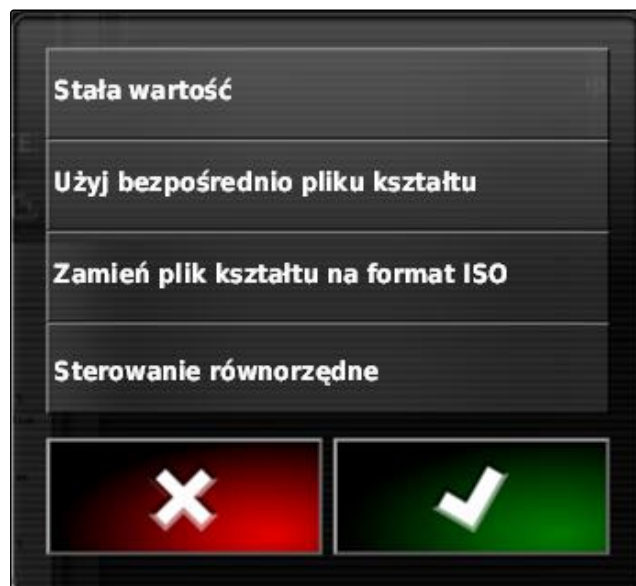 Stała wartość
Użyj bezpośrednio pliku kształtu
Zamień plik kształtu na format ISO
Sterowanie równorzędne